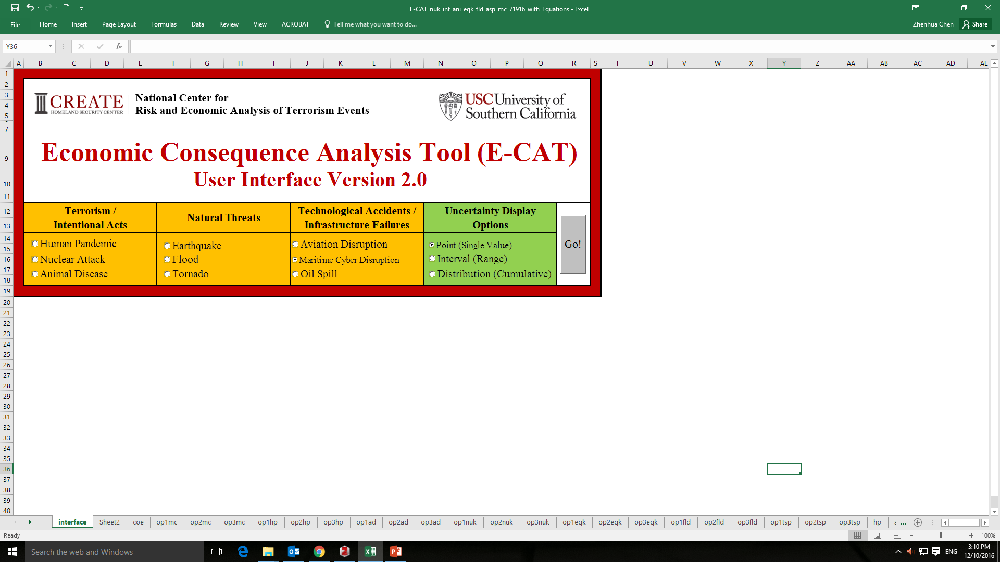 E-CAT_nuk_inf_ani_eqk_fld_asp_mc_71916_with_Equations - Excel
File Home Insert Page Layout Formulas Data Review View ACROBAT Tell me what you want to do... Zhenhua Chen Share
Y36 fx
A B C D E F G H I J K L M N O P Q R S T U V W X Y Z AA AB AC AD AE
1
2
3
4
5
7
9
10
11
12
13
14
15
16
17
18
19
20
21
22
23
24
25
26
27
28
29
30
31
32
33
34
35
36
37
38
39
40
CREATE
HOMELAND SECURITY CENTER
National Center for
Risk and Economic Analysis of Terrorism Events
USC University of
Southern California
Economic Consequence Analysis Tool (E-CAT)
User Interface Version 2.0
Terrorism /
Intentional Acts
Natural Threats
Technological Accidents /
Infrastructure Failures
Uncertainty Display
Options
Human Pandemic
Nuclear Attack
Animal Disease
Earthquake
Flood
Tornado
Aviation Disruption
Maritime Cyber Disruption
Oil Spill
Point (Single Value)
Interval (Range)
Distribution (Cumulative)
Go!
interface Sheet2 coe op1mc op2mc op3mc op1hp op2hp op3hp op1ad op2ad op3ad op1nuk op2nuk op3nuk op1eqk op2eqk op3eqk op1fld op2fld op3fld op1tsp op2tsp op3tsp hp ...
Ready 100%
Search the web and Windows
ENG
3:10 PM
12/10/2016